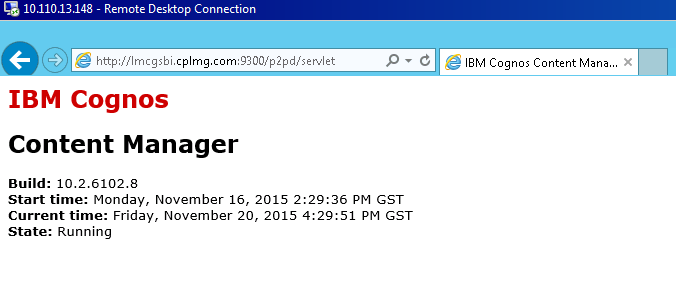 10.110.13.148 - Remote Desktop Connection
http://lmcgsbi.cplmg.com:9300/p2pd/servlet
IBM Cognos Content Mana...
IBM Cognos
Content Manager
Build: 10.2.6102.8
Start time: Monday, November 16, 2015 2:29:36 PM GST
Current time: Friday, November 20, 2015 4:29:51 PM GST
State: Running